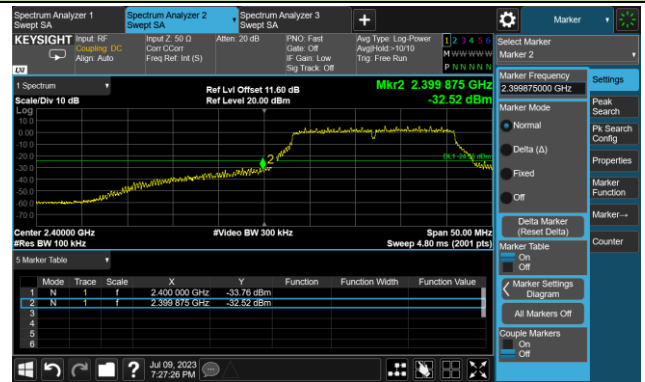 Spectrum Analyzer 1
Swept SA
Spectrum Analyzer 2
Swept SA
Spectrum Analyzer 3
Swept SA
Marker
KEYSIGHT
Input: RF
Coupling: DC
Align: Auto
Input Z: 50 Ω
Corr CCorr
Freq Ref: Int (S)
Atten: 20 dB
PNO: Fast
Gate: Off
IF Gain: Low
Sig Track: Off
Avg Type: Log-Power
Avg|Hold:>10/10
Trig: Free Run
1 2 3 4 5 6
M W W W W W
P N N N N N
LXI
Select Marker
Marker 2
1 Spectrum
Scale/Div 10 dB
Ref Lvl Offset 11.60 dB
Ref Level 20.00 dBm
Mkr2 2.399 875 GHz
-32.52 dBm
Log
10.0
0.00
-10.0
-20.0
-30.0
-40.0
-50.0
-60.0
-70.0
2
Center 2.40000 GHz
#Res BW 100 kHz
#Video BW 300 kHz
Span 50.00 MHz
Sweep 4.80 ms (2001 pts)
5 Marker Table
Mode Trace Scale X Y Function Function Width Function Value
1 N 1 f 2.400 000 GHz -33.76 dBm
2 N 1 f 2.399 875 GHz -32.52 dBm
3
4
5
6
Marker Frequency
2.399875000 GHz
Marker Mode
Normal
Delta (Δ)
Fixed
Off
Delta Marker
(Reset Delta)
Marker Table
On
Off
Marker Settings
Diagram
All Markers Off
Couple Markers
On
Off
Settings
Peak
Search
Pk Search
Config
Properties
Marker
Function
Marker→
Counter
?
Jul 09, 2023
7:27:26 PM